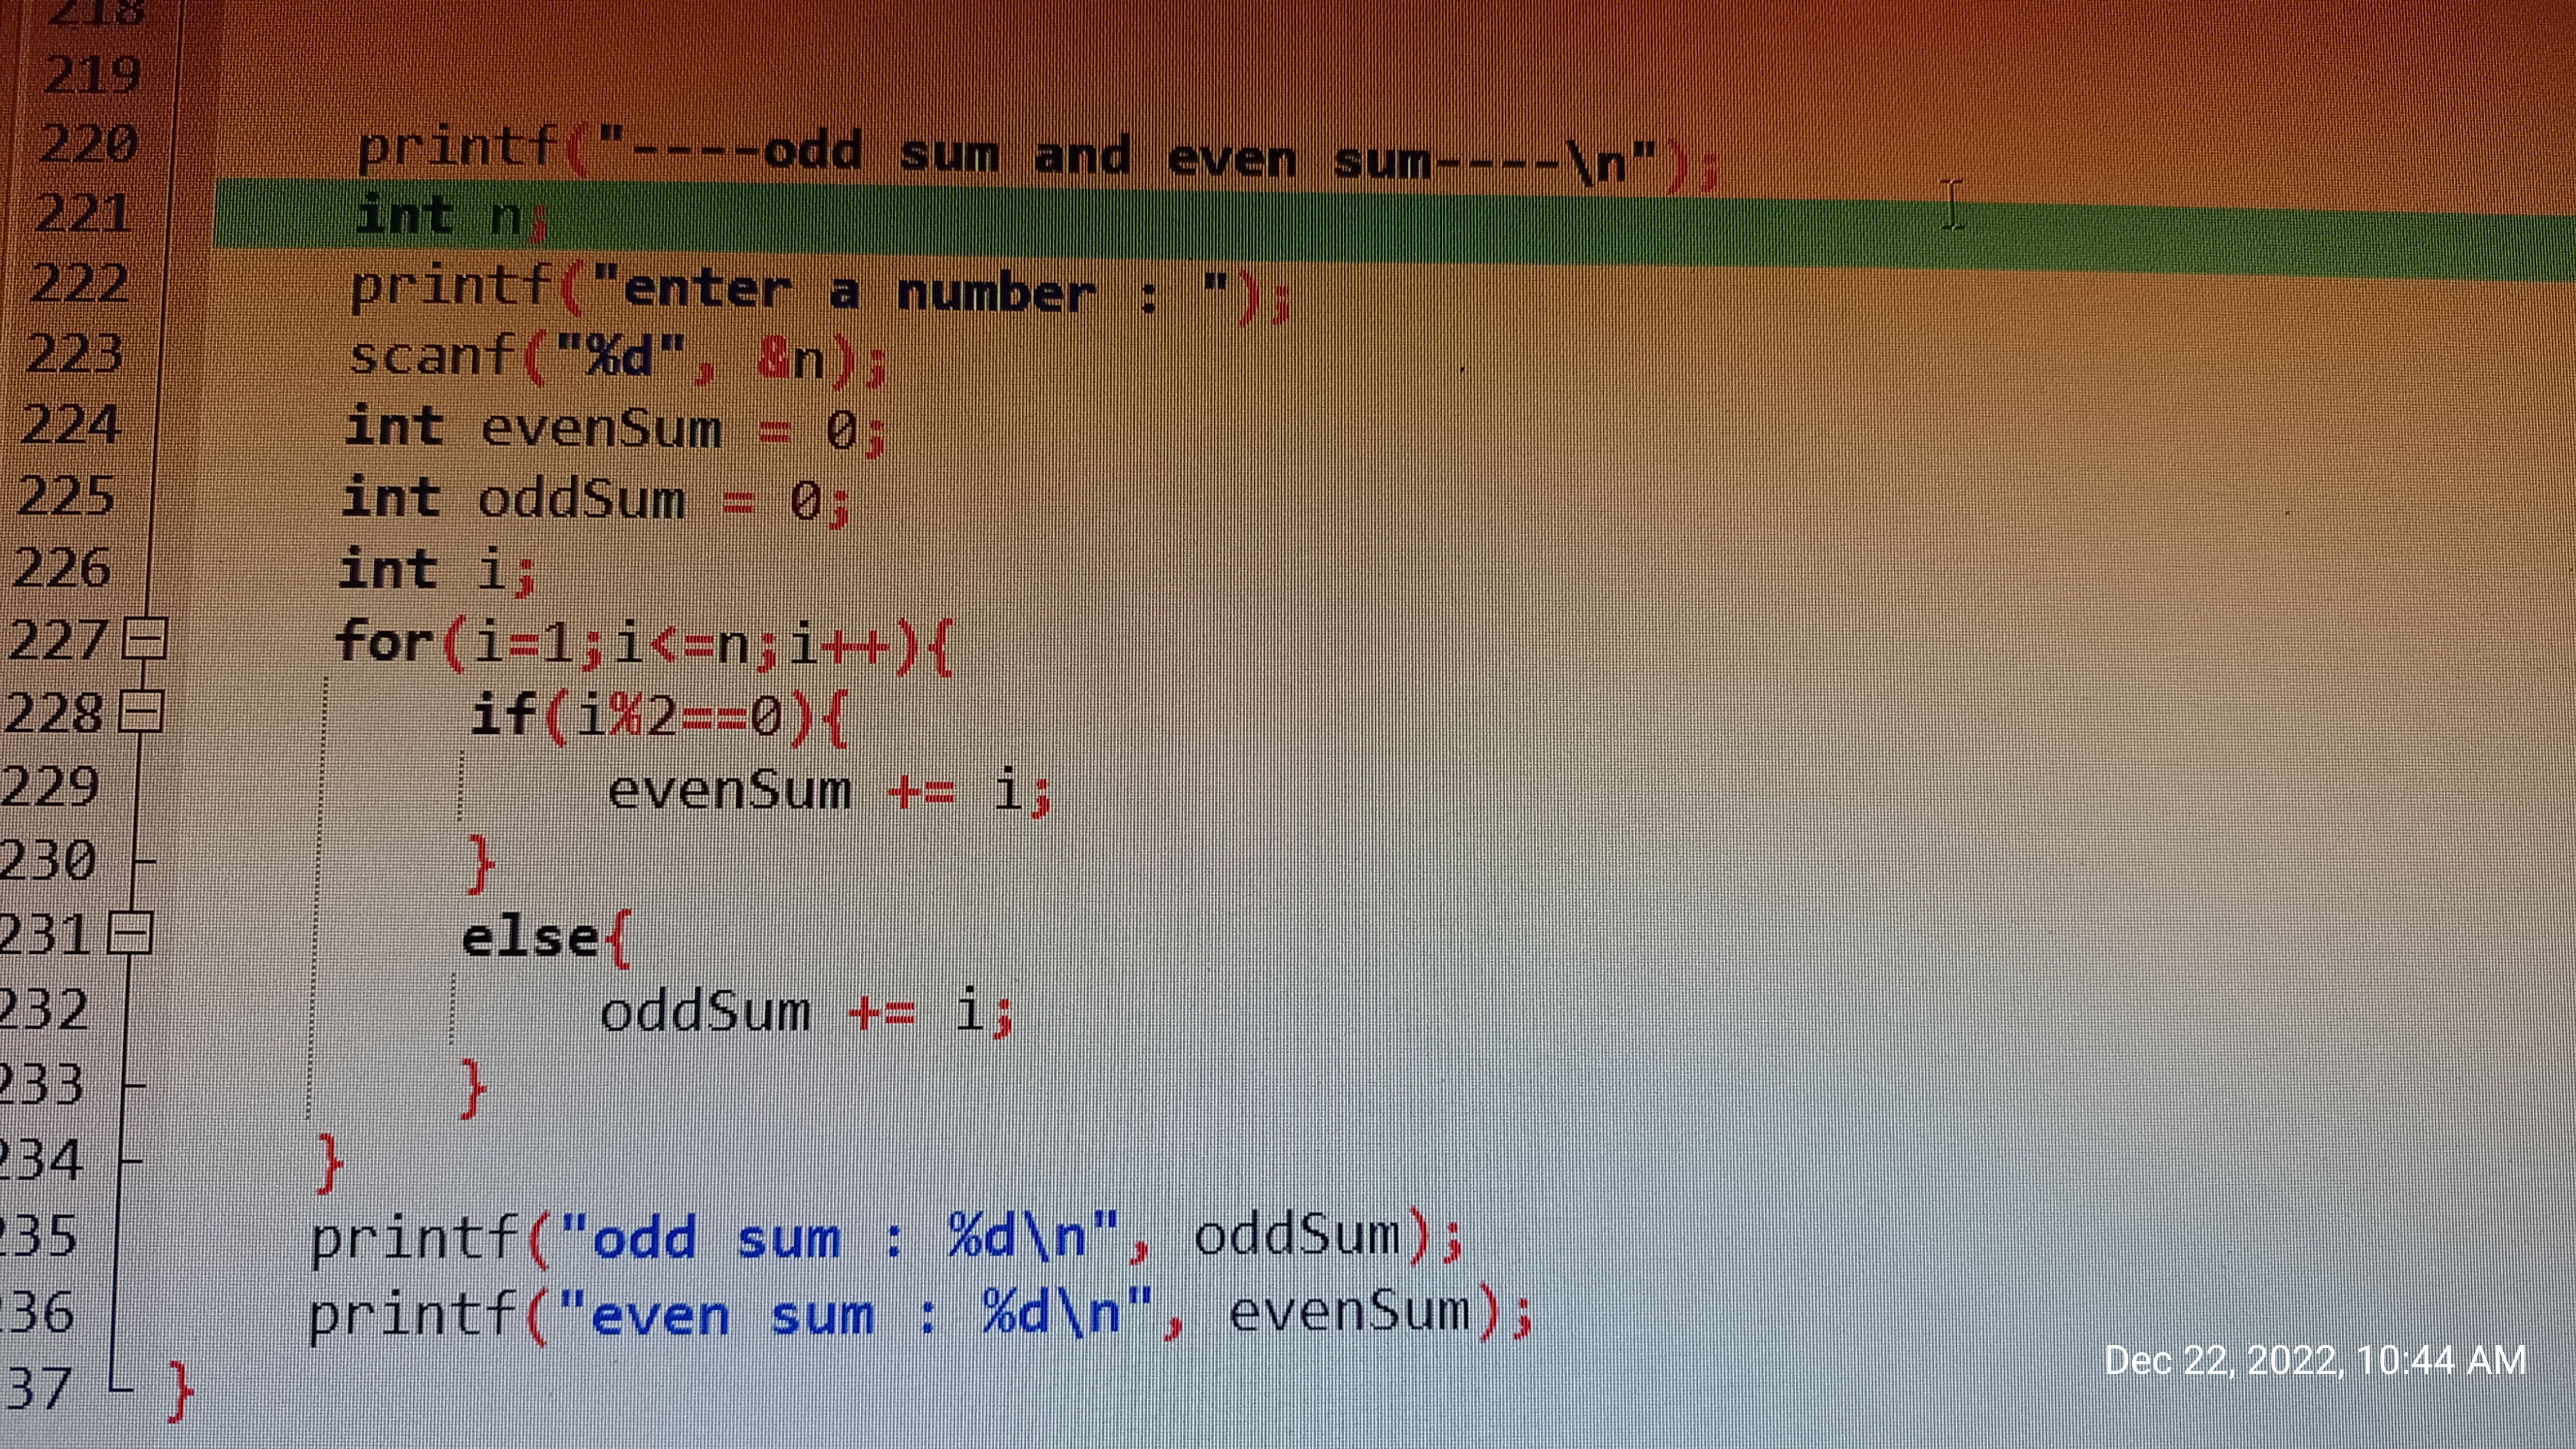 218
219
220 printf("----odd sum and even sum----\n");
221 int n;
222 printf("enter a number : ");
223 scanf("%d", &n);
224 int evenSum = 0;
225 int oddSum = 0;
226 int i;
227 for(i=1;i<=n;i++){
228 if(i%2==0){
229 evenSum += i;
230 }
231 else{
232 oddSum += i;
233 }
234 }
235 printf("odd sum : %d\n", oddSum);
36 printf("even sum : %d\n", evenSum);
37 }
Dec 22, 2022, 10:44 AM